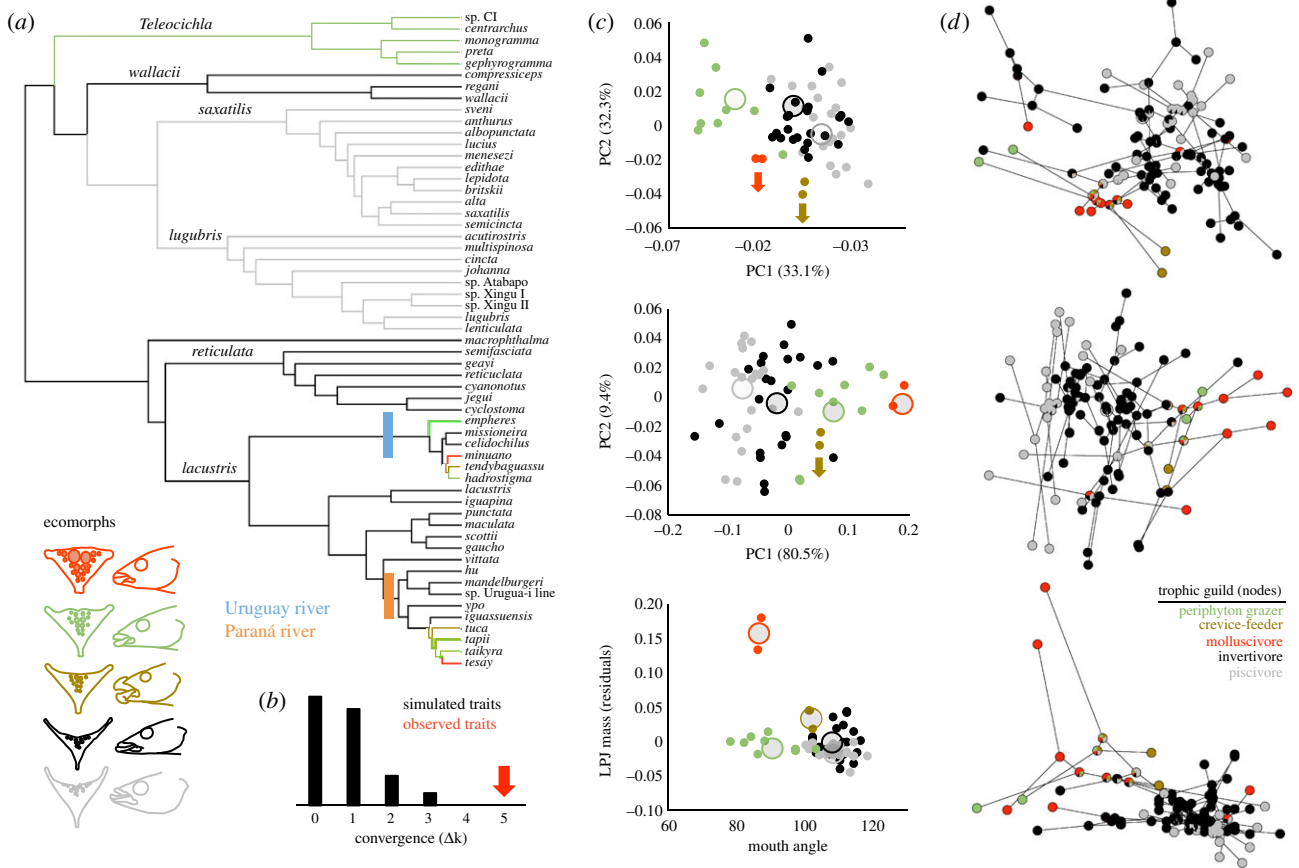 (a)
Teleocichla
wallacii
saxatilis
lugubris
reticulata
lacustris
sp. CI
centrarchus
monogramma
preta
gephyrogramma
compressiceps
regani
wallacii
sveni
anthurus
albopunctata
lucius
menesezi
edithae
lepidota
britskii
alta
saxatilis
semicincta
acutirostris
multispinosa
cincta
johanna
sp. Atabapo
sp. Xingu I
sp. Xingu II
lugubris
lenticulata
macrophthalma
semifasciata
geayi
reticuclata
cyanonotus
jegui
cyclostoma
empheres
missioneira
celidochilus
minuano
tendybaguassu
hadrostigma
lacustris
iguapina
punctata
maculata
scottii
gaucho
vittata
hu
mandelburgeri
sp. Urugua-i line
ypo
iguassuensis
tuca
tapii
taikyra
tesay
ecomorphs
Uruguay river
Paraná river
(b)
simulated traits
observed traits
0 1 2 3 4 5
convergence (Δk)
(c)
0.06
0.04
0.02
0
−0.02
−0.04
0.06
PC2 (32.3%)
−0.07 −0.02 −0.03
PC1 (33.1%)
0.06
0.04
0.02
0
−0.02
−0.04
−0.06
−0.08
PC2 (9.4%)
−0.2 −0.1 0 0.1 0.2
PC1 (80.5%)
0.20
0.15
0.10
0.05
0
−0.05
−0.10
LPJ mass (residuals)
60 80 100 120
mouth angle
(d)
trophic guild (nodes)
periphyton grazer
crevice-feeder
molluscivore
invertivore
piscivore